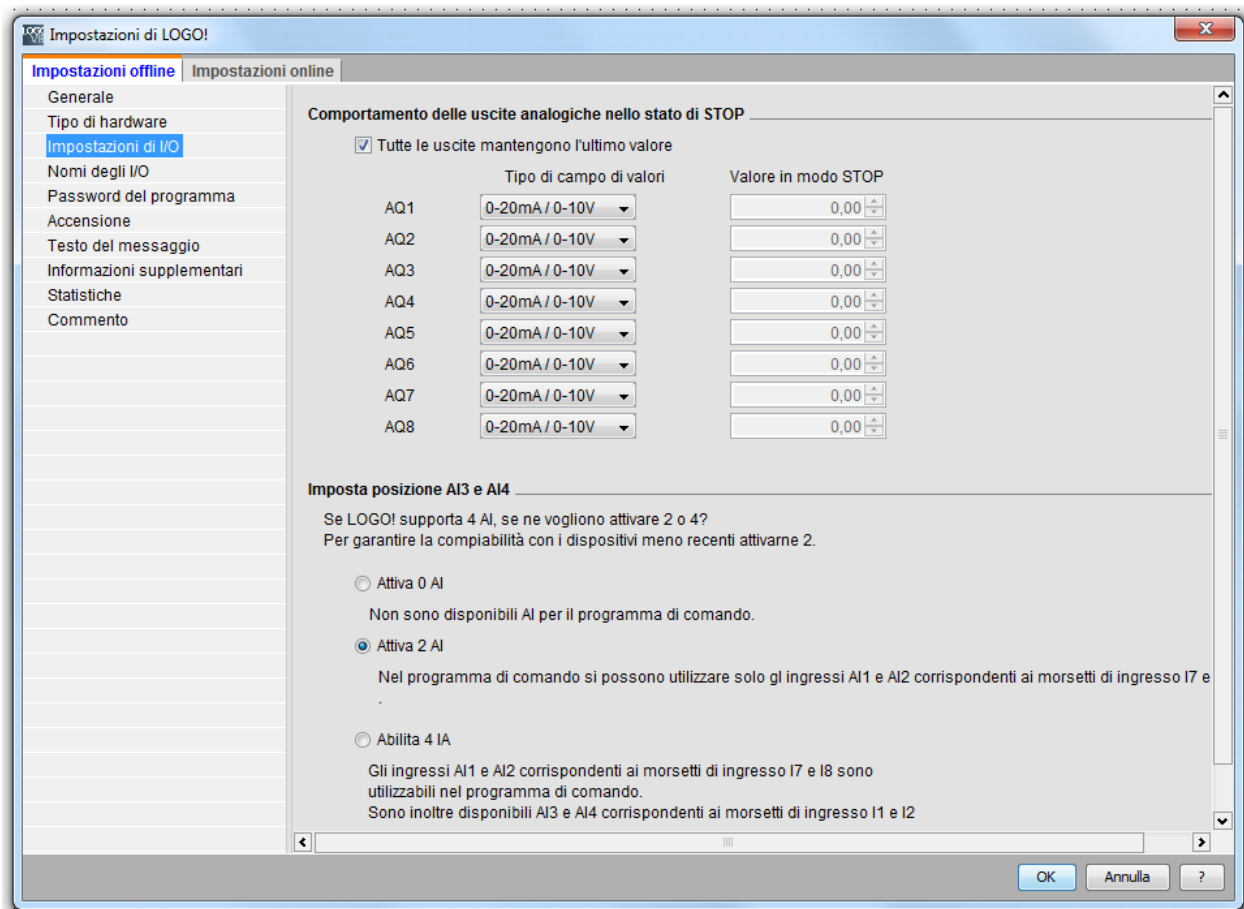 Impostazioni di LOGO!
Impostazioni offline Impostazioni online
Generale
Tipo di hardware
Impostazioni di I/O
Nomi degli I/O
Password del programma
Accensione
Testo del messaggio
Informazioni supplementari
Statistiche
Commento
Comportamento delle uscite analogiche nello stato di STOP
Tutte le uscite mantengono l'ultimo valore
Tipo di campo di valori Valore in modo STOP
AQ1 0-20mA / 0-10V 0,00
AQ2 0-20mA / 0-10V 0,00
AQ3 0-20mA / 0-10V 0,00
AQ4 0-20mA / 0-10V 0,00
AQ5 0-20mA / 0-10V 0,00
AQ6 0-20mA / 0-10V 0,00
AQ7 0-20mA / 0-10V 0,00
AQ8 0-20mA / 0-10V 0,00
Imposta posizione AI3 e AI4
Se LOGO! supporta 4 AI, se ne vogliono attivare 2 o 4?
Per garantire la compiabilità con i dispositivi meno recenti attivarne 2.
Attiva 0 AI
Non sono disponibili AI per il programma di comando.
Attiva 2 AI
Nel programma di comando si possono utilizzare solo gl ingressi AI1 e AI2 corrispondenti ai morsetti di ingresso I7 e
.
Abilita 4 IA
Gli ingressi AI1 e AI2 corrispondenti ai morsetti di ingresso I7 e I8 sono
utilizzabili nel programma di comando.
Sono inoltre disponibili AI3 e AI4 corrispondenti ai morsetti di ingresso I1 e I2
OK Annulla ?